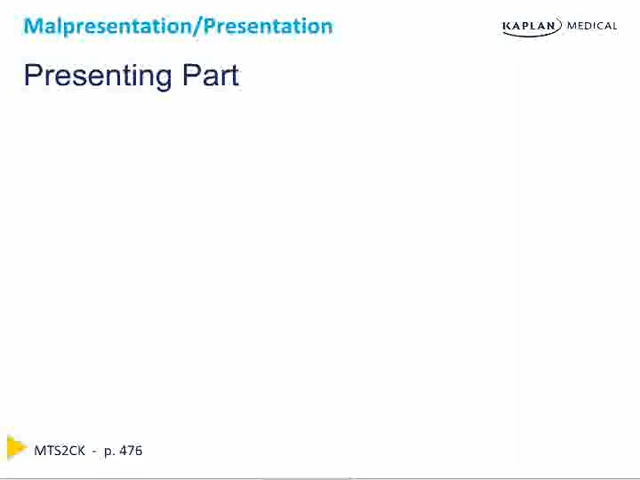 Malpresentation/Presentation
KAPLAN MEDICAL
Presenting Part
MTS2CK - p. 476